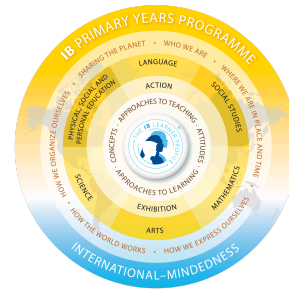 IB PRIMARY YEARS PROGRAMME
SHARING THE PLANET • WHO WE ARE • WHERE WE ARE IN PLACE AND TIME
HOW WE ORGANIZE OURSELVES • HOW THE WORLD WORKS • HOW WE EXPRESS OURSELVES
LANGUAGE
PHYSICAL, SOCIAL AND
PERSONAL EDUCATION
SOCIAL STUDIES
ACTION
CONCEPTS • APPROACHES TO TEACHING • ATTITUDES
THE IB LEARNER PROFILE
APPROACHES TO LEARNING
SCIENCE
MATHEMATICS
EXHIBITION
ARTS
INTERNATIONAL–MINDEDNESS